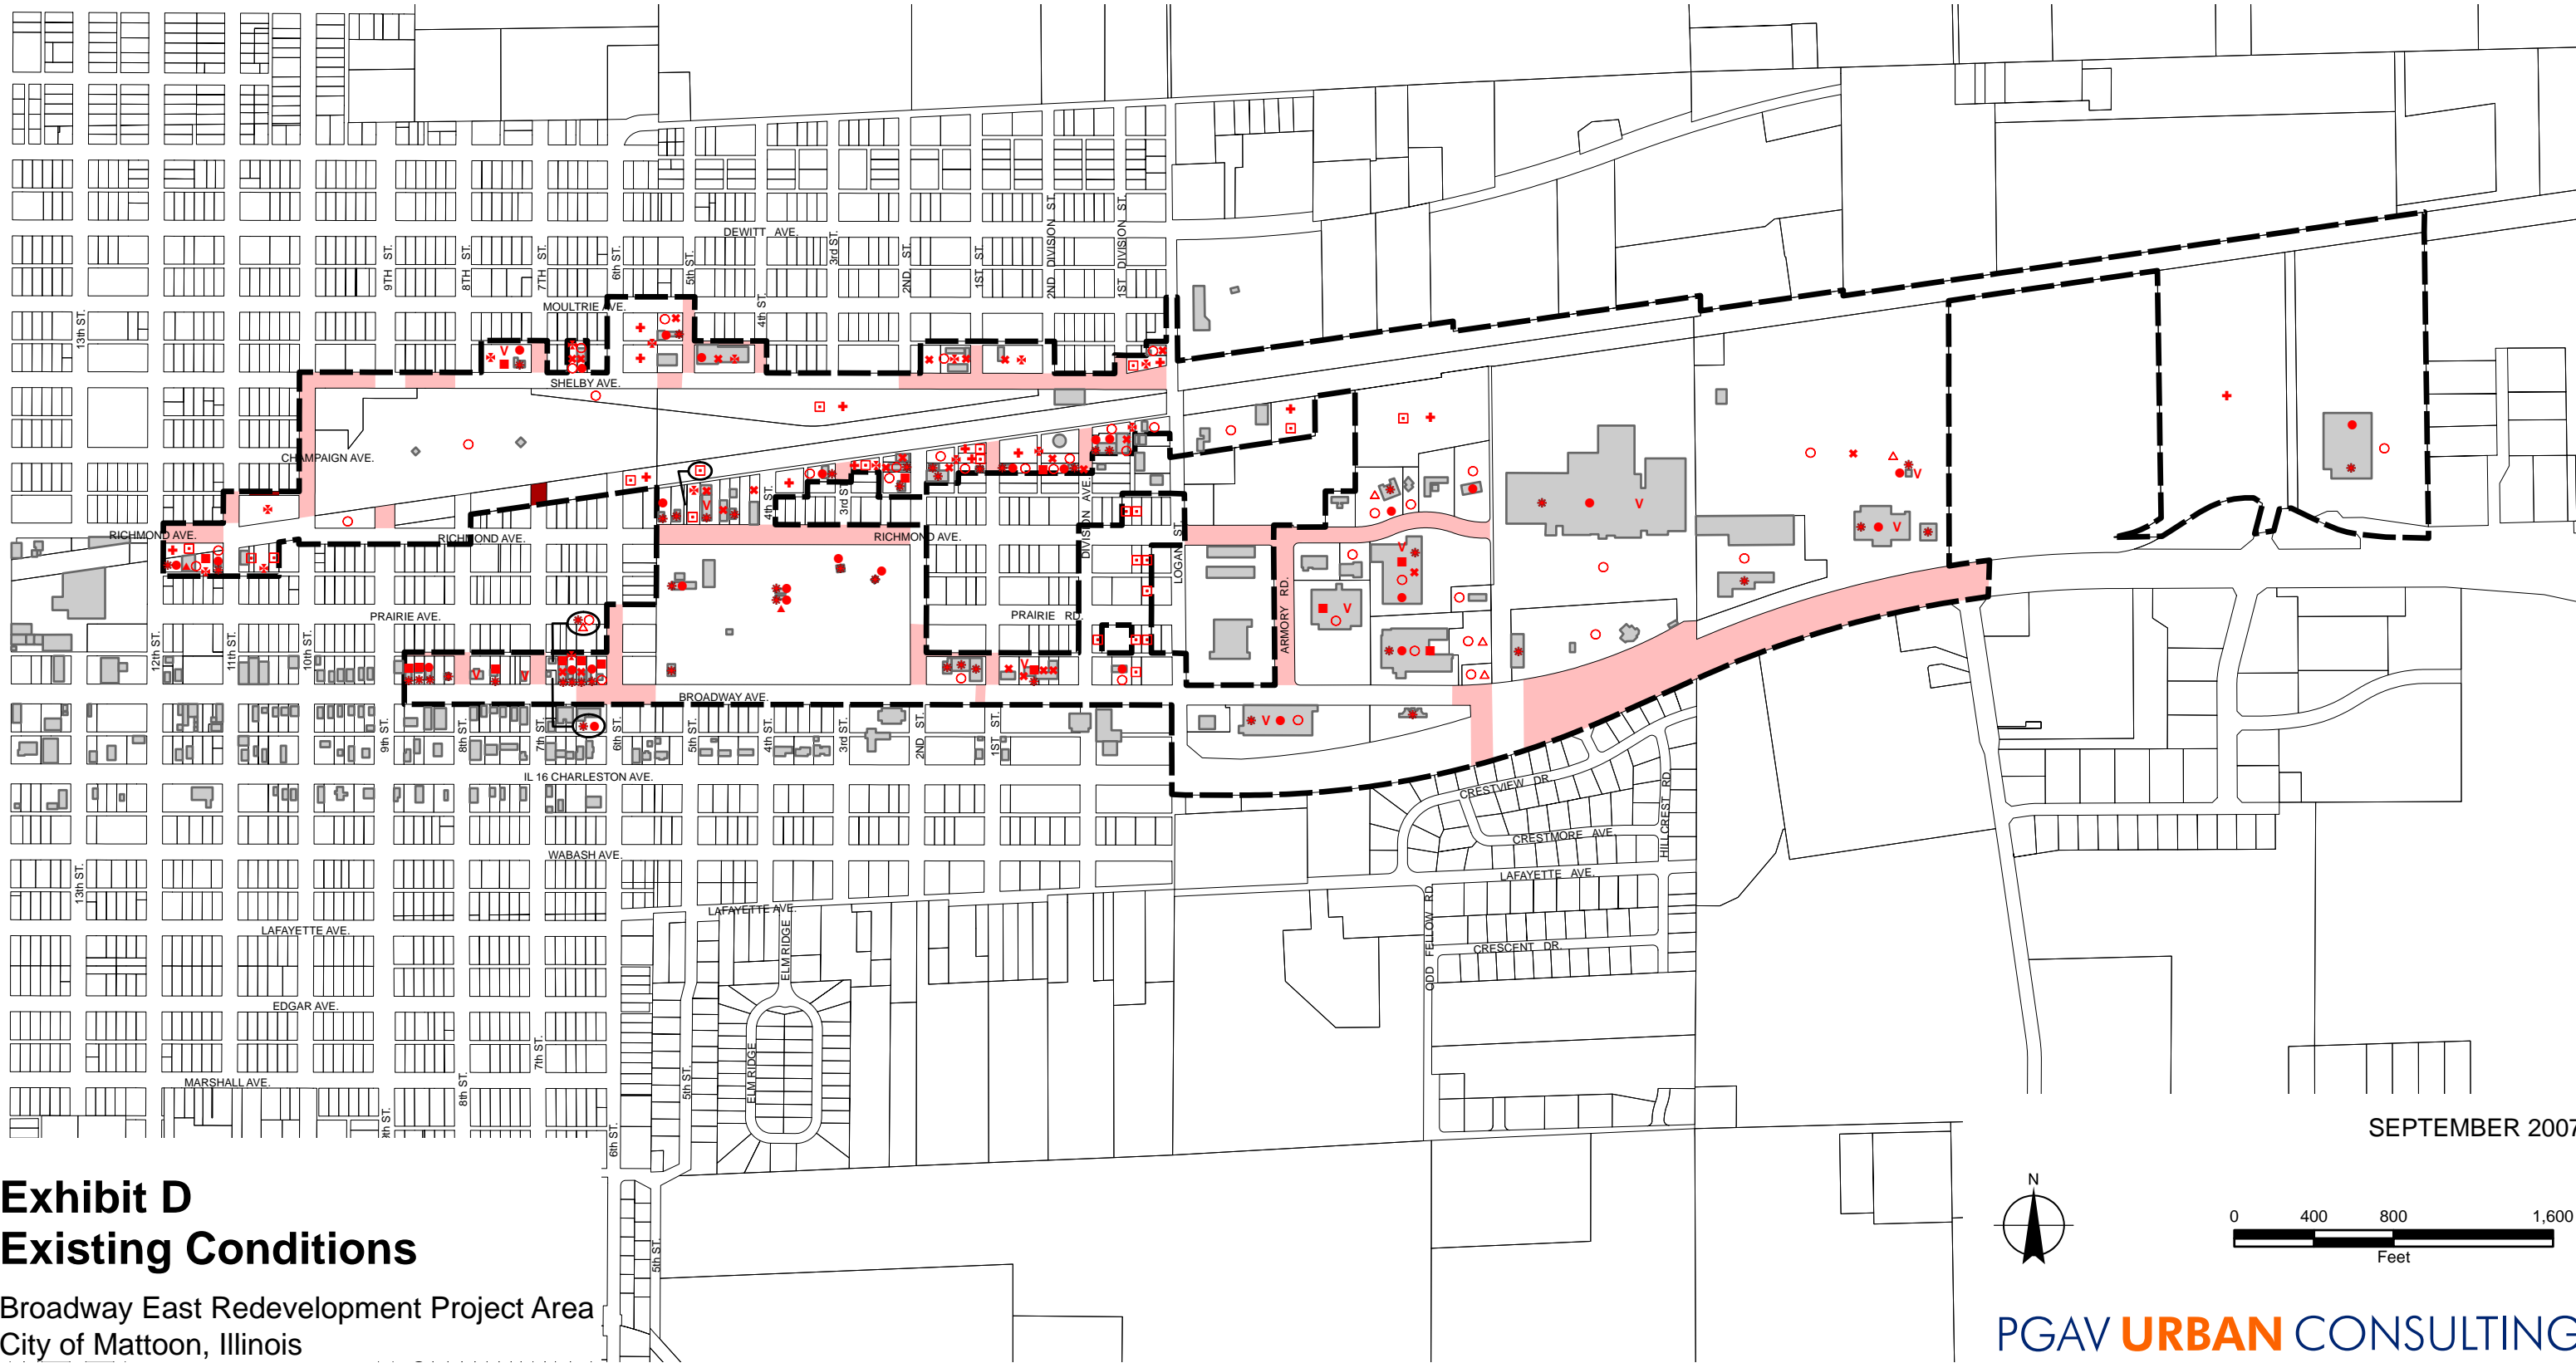 DEWITT AVE.
9TH ST.
8TH ST.
7TH ST.
6th ST.
5th ST.
3rd ST.
2ND. ST.
1ST. ST.
2ND DIVISION ST.
1ST DIVISION ST.
MOULTRIE AVE.
4th ST.
13th ST.
SHELBY AVE.
CHAMPAIGN AVE.
4th ST.
3rd ST.
RICHMOND AVE.
RICHMOND AVE.
RICHMOND AVE.
DIVISION AVE.
LOGAN ST.
ARMORY RD.
PRAIRIE AVE.
PRAIRIE RD.
12th ST.
11th ST.
10th ST.
BROADWAY AVE.
9th ST.
8th ST.
7th ST.
6th ST.
5th ST.
4th ST.
3rd ST.
2ND ST.
1ST ST.
IL 16 CHARLESTON AVE.
CRESTVIEW DR.
HILLCREST RD
CRESTMORE AVE.
WABASH AVE.
13th ST.
LAFAYETTE AVE.
LAFAYETTE AVE.
LAFAYETTE AVE.
ODD FELLOW RD
CRESCENT DR.
ELM RIDGE
EDGAR AVE.
7th ST.
ELM RIDGE
5th ST.
MARSHALL AVE.
8th ST.
9th ST.
6th ST.
5th ST.
SEPTEMBER 2007
N
0 400 800 1,600
Feet
Exhibit D
Existing Conditions
Broadway East Redevelopment Project Area
City of Mattoon, Illinois
PGAV URBAN CONSULTING